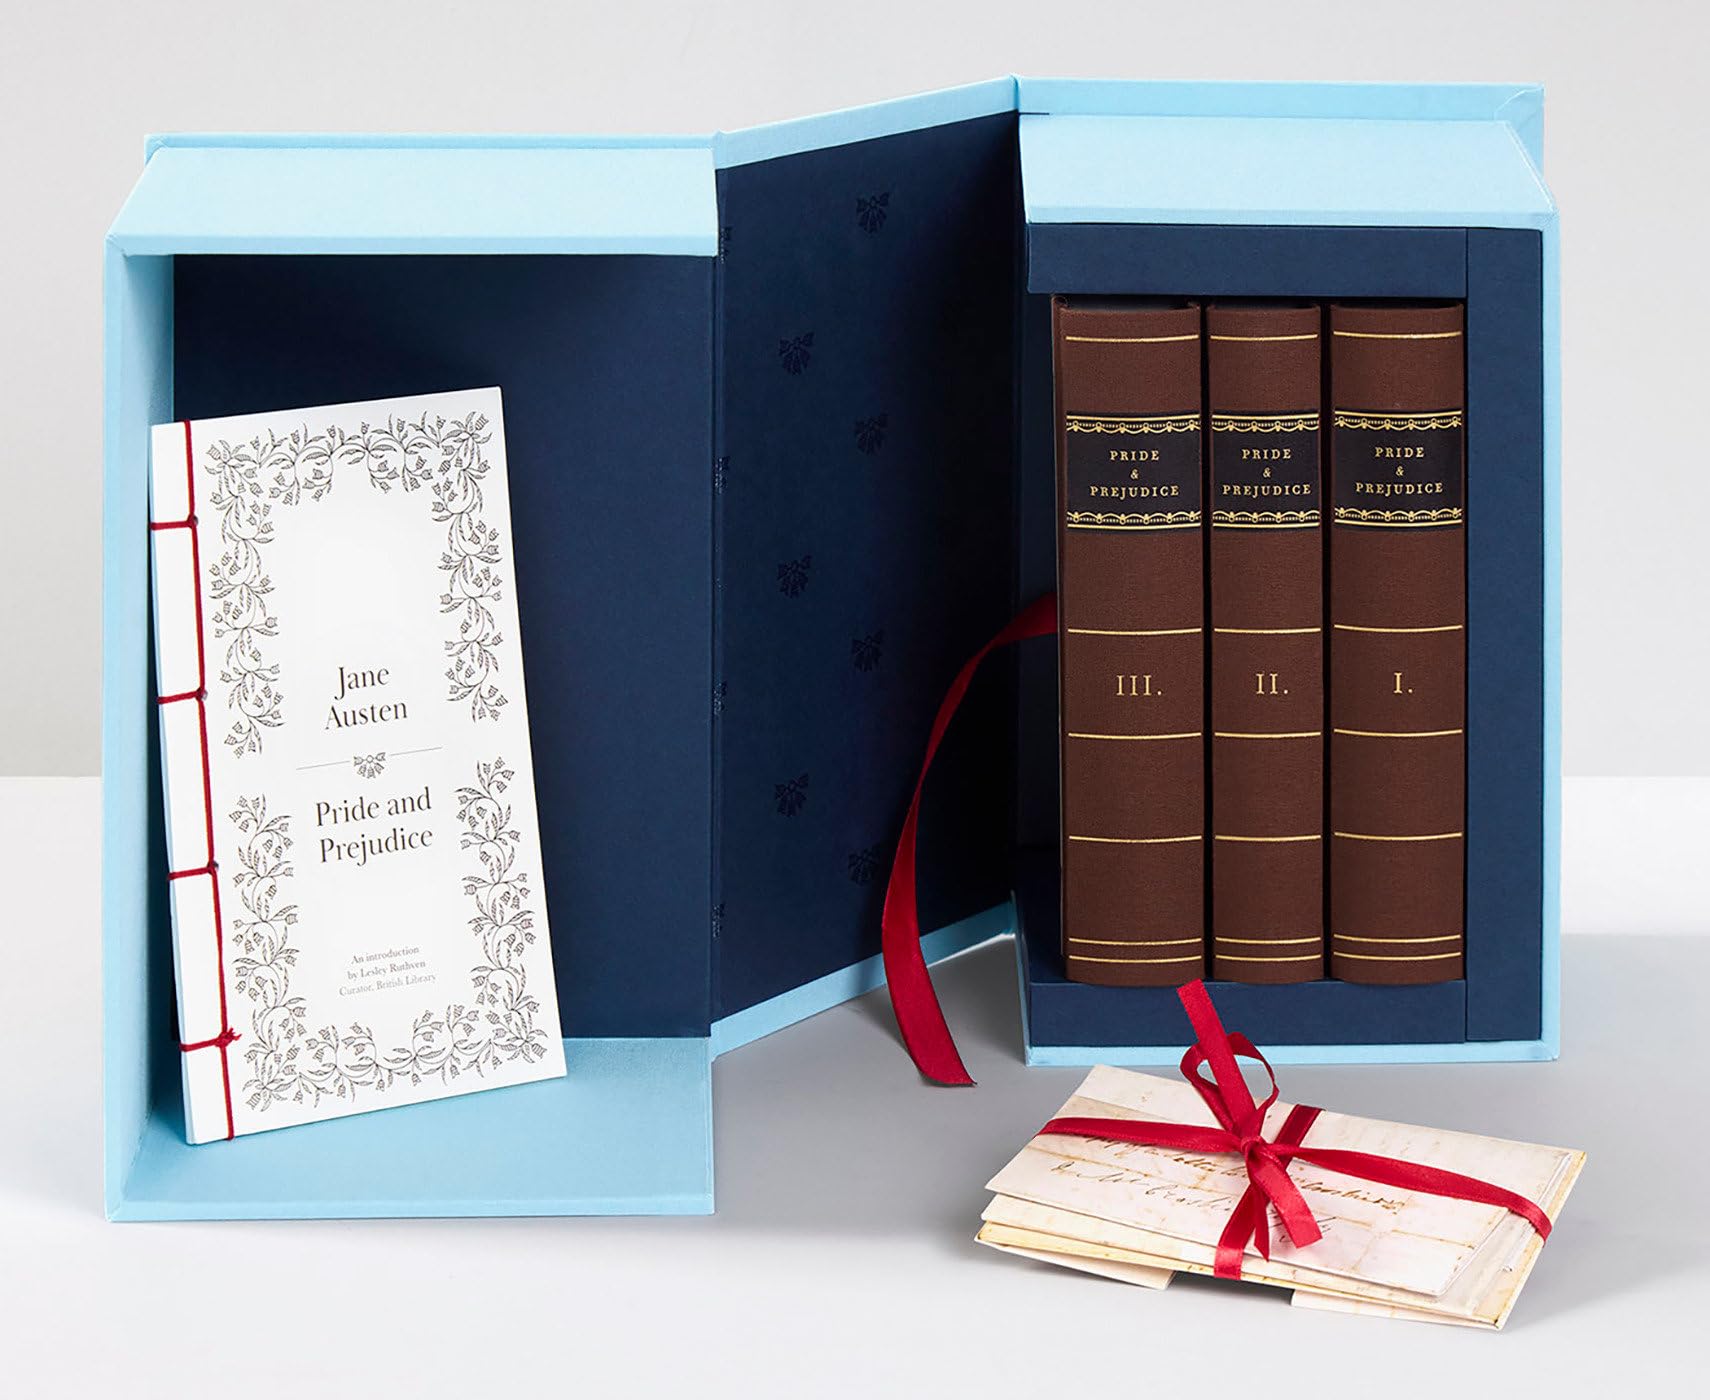 Jane
Austen
Pride and
Prejudice
An introduction
by Lesley Ruthven
Curator, British Library
PRIDE
&
PREJUDICE
III.
PRIDE
&
PREJUDICE
II.
PRIDE
&
PREJUDICE
I.